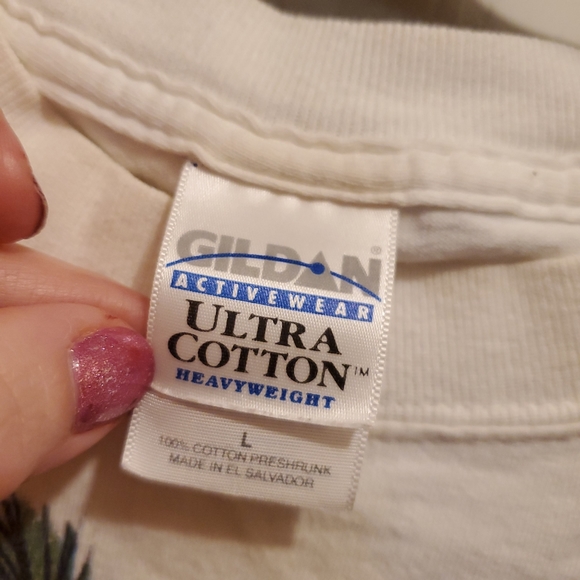 GILDAN®
ACTIVEWEAR
ULTRA
COTTON™
HEAVYWEIGHT
L
100% COTTON PRESHRUNK
MADE IN EL SALVADOR